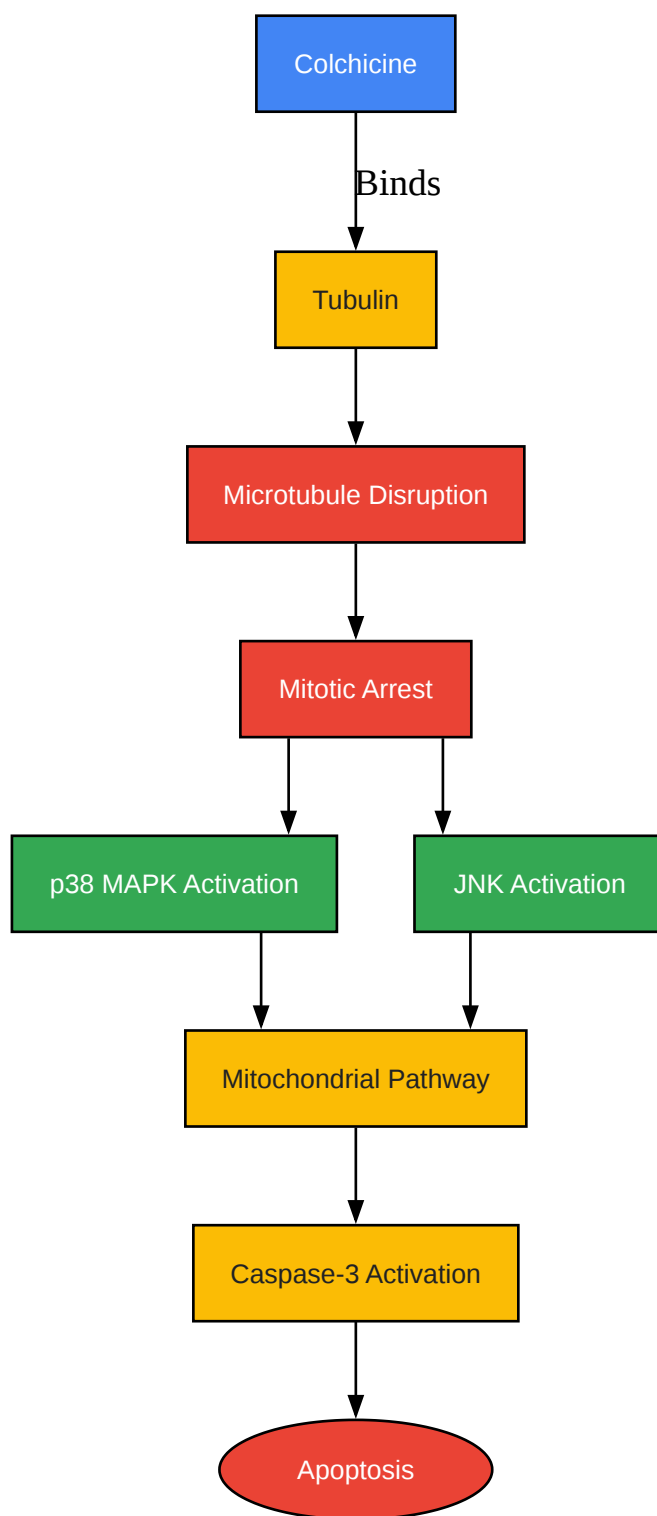 Colchicine
Binds
Tubulin
Microtubule Disruption
Mitotic Arrest
p38 MAPK Activation
JNK Activation
Mitochondrial Pathway
Caspase-3 Activation
Apoptosis